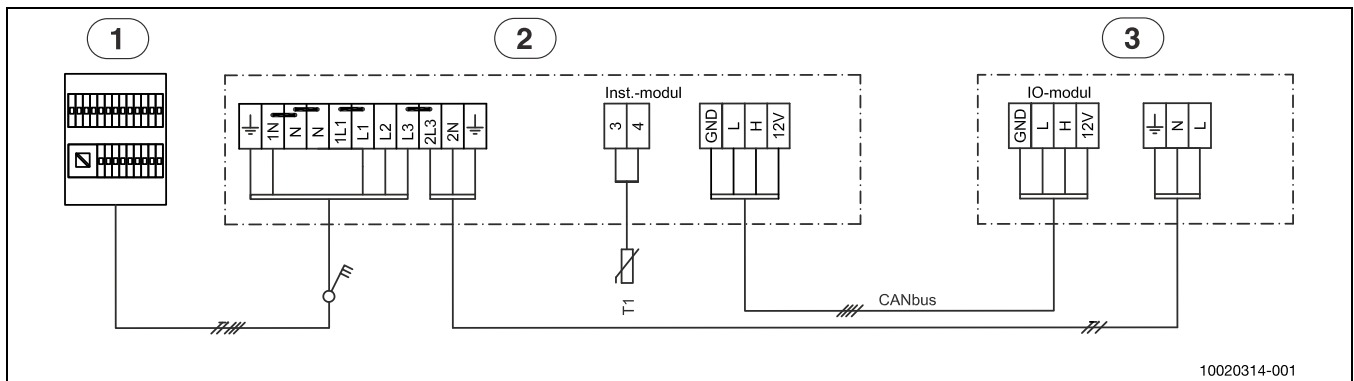 1
2
3
Inst.-modul
IO-modul
1N
N
N
1L1
L1
L2
L3
2L3
2N
3
4
GND
L
H
12V
GND
L
H
12V
N
L
T1
CANbus
10020314-001